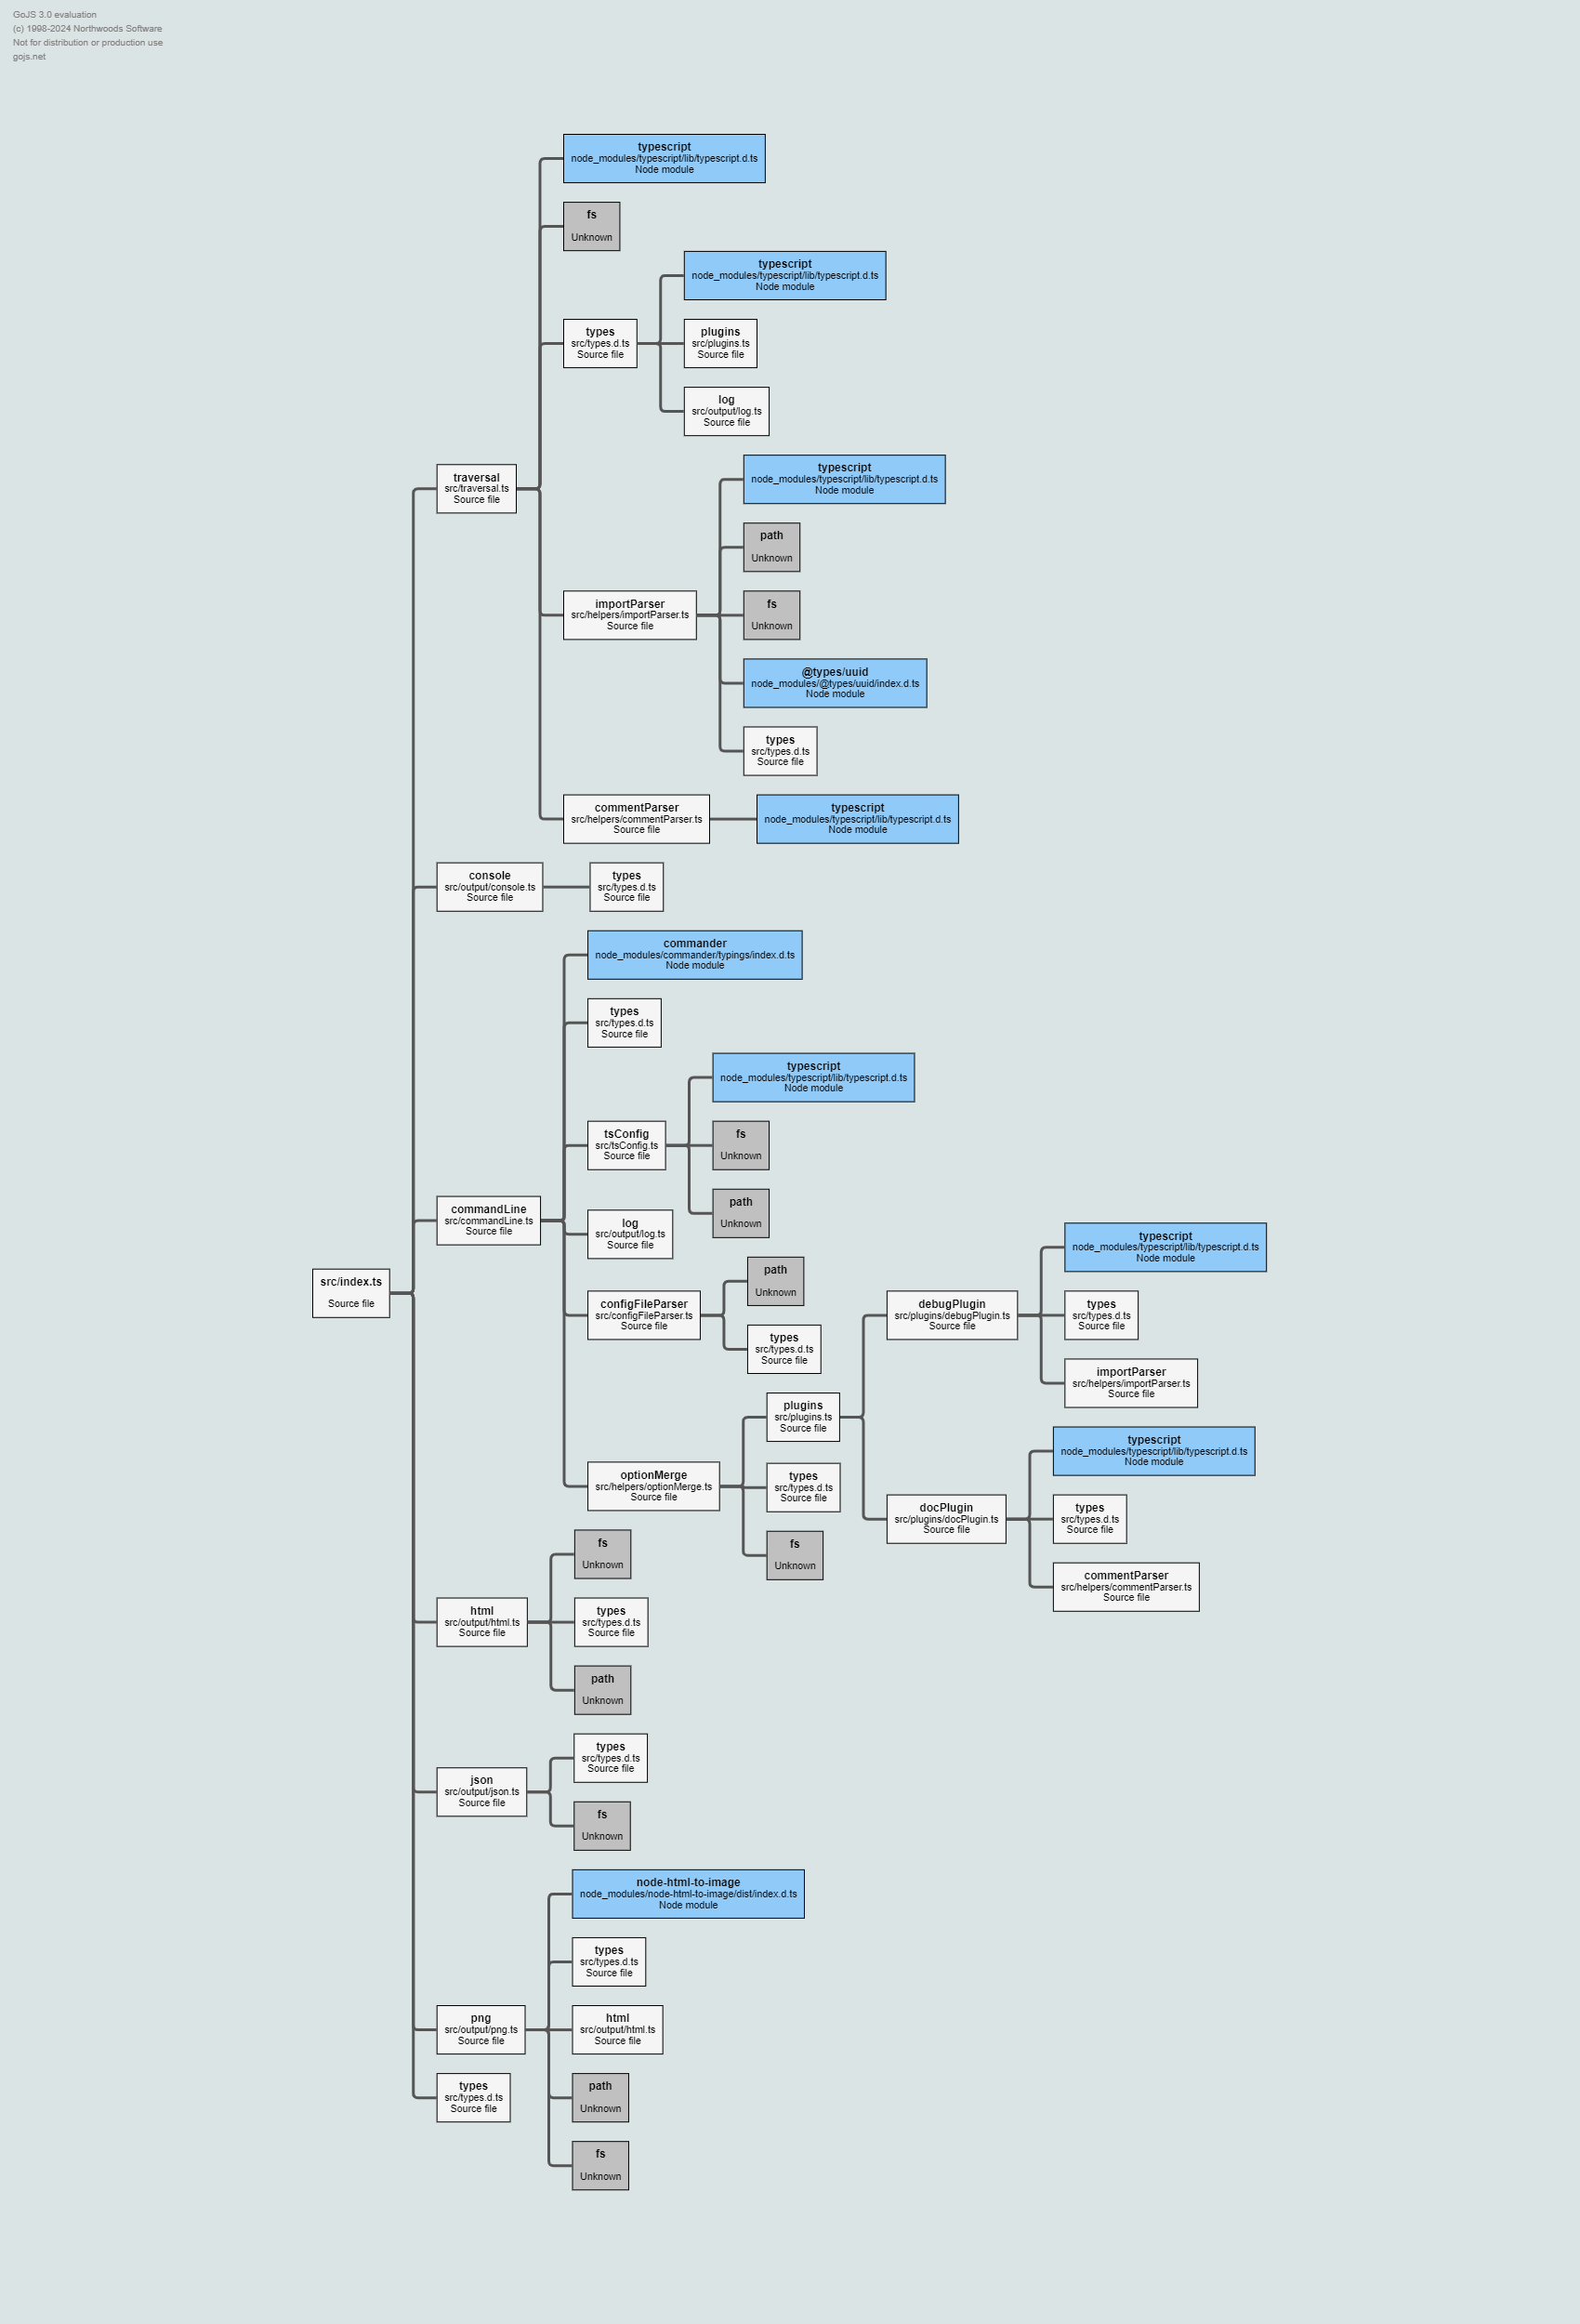 GoJS 3.0 evaluation
(c) 1998-2024 Northwoods Software
Not for distribution or production use
gojs.net
typescript
node_modules/typescript/lib/typescript.d.ts
Node module
fs
Unknown
typescript
node_modules/typescript/lib/typescript.d.ts
Node module
types
src/types.d.ts
Source file
plugins
src/plugins.ts
Source file
log
src/output/log.ts
Source file
typescript
node_modules/typescript/lib/typescript.d.ts
Node module
traversal
src/traversal.ts
Source file
path
Unknown
importParser
src/helpers/importParser.ts
Source file
fs
Unknown
@types/uuid
node_modules/@types/uuid/index.d.ts
Node module
types
src/types.d.ts
Source file
commentParser
src/helpers/commentParser.ts
Source file
typescript
node_modules/typescript/lib/typescript.d.ts
Node module
console
src/output/console.ts
Source file
types
src/types.d.ts
Source file
commander
node_modules/commander/typings/index.d.ts
Node module
types
src/types.d.ts
Source file
typescript
node_modules/typescript/lib/typescript.d.ts
Node module
tsConfig
src/tsConfig.ts
Source file
fs
Unknown
path
Unknown
commandLine
src/commandLine.ts
Source file
log
src/output/log.ts
Source file
typescript
node_modules/typescript/lib/typescript.d.ts
Node module
path
Unknown
src/index.ts
Source file
configFileParser
src/configFileParser.ts
Source file
debugPlugin
src/plugins/debugPlugin.ts
Source file
types
src/types.d.ts
Source file
types
src/types.d.ts
Source file
importParser
src/helpers/importParser.ts
Source file
plugins
src/plugins.ts
Source file
typescript
node_modules/typescript/lib/typescript.d.ts
Node module
optionMerge
src/helpers/optionMerge.ts
Source file
types
src/types.d.ts
Source file
docPlugin
src/plugins/docPlugin.ts
Source file
types
src/types.d.ts
Source file
fs
Unknown
fs
Unknown
commentParser
src/helpers/commentParser.ts
Source file
html
src/output/html.ts
Source file
types
src/types.d.ts
Source file
path
Unknown
types
src/types.d.ts
Source file
json
src/output/json.ts
Source file
fs
Unknown
node-html-to-image
node_modules/node-html-to-image/dist/index.d.ts
Node module
types
src/types.d.ts
Source file
png
src/output/png.ts
Source file
html
src/output/html.ts
Source file
types
src/types.d.ts
Source file
path
Unknown
fs
Unknown